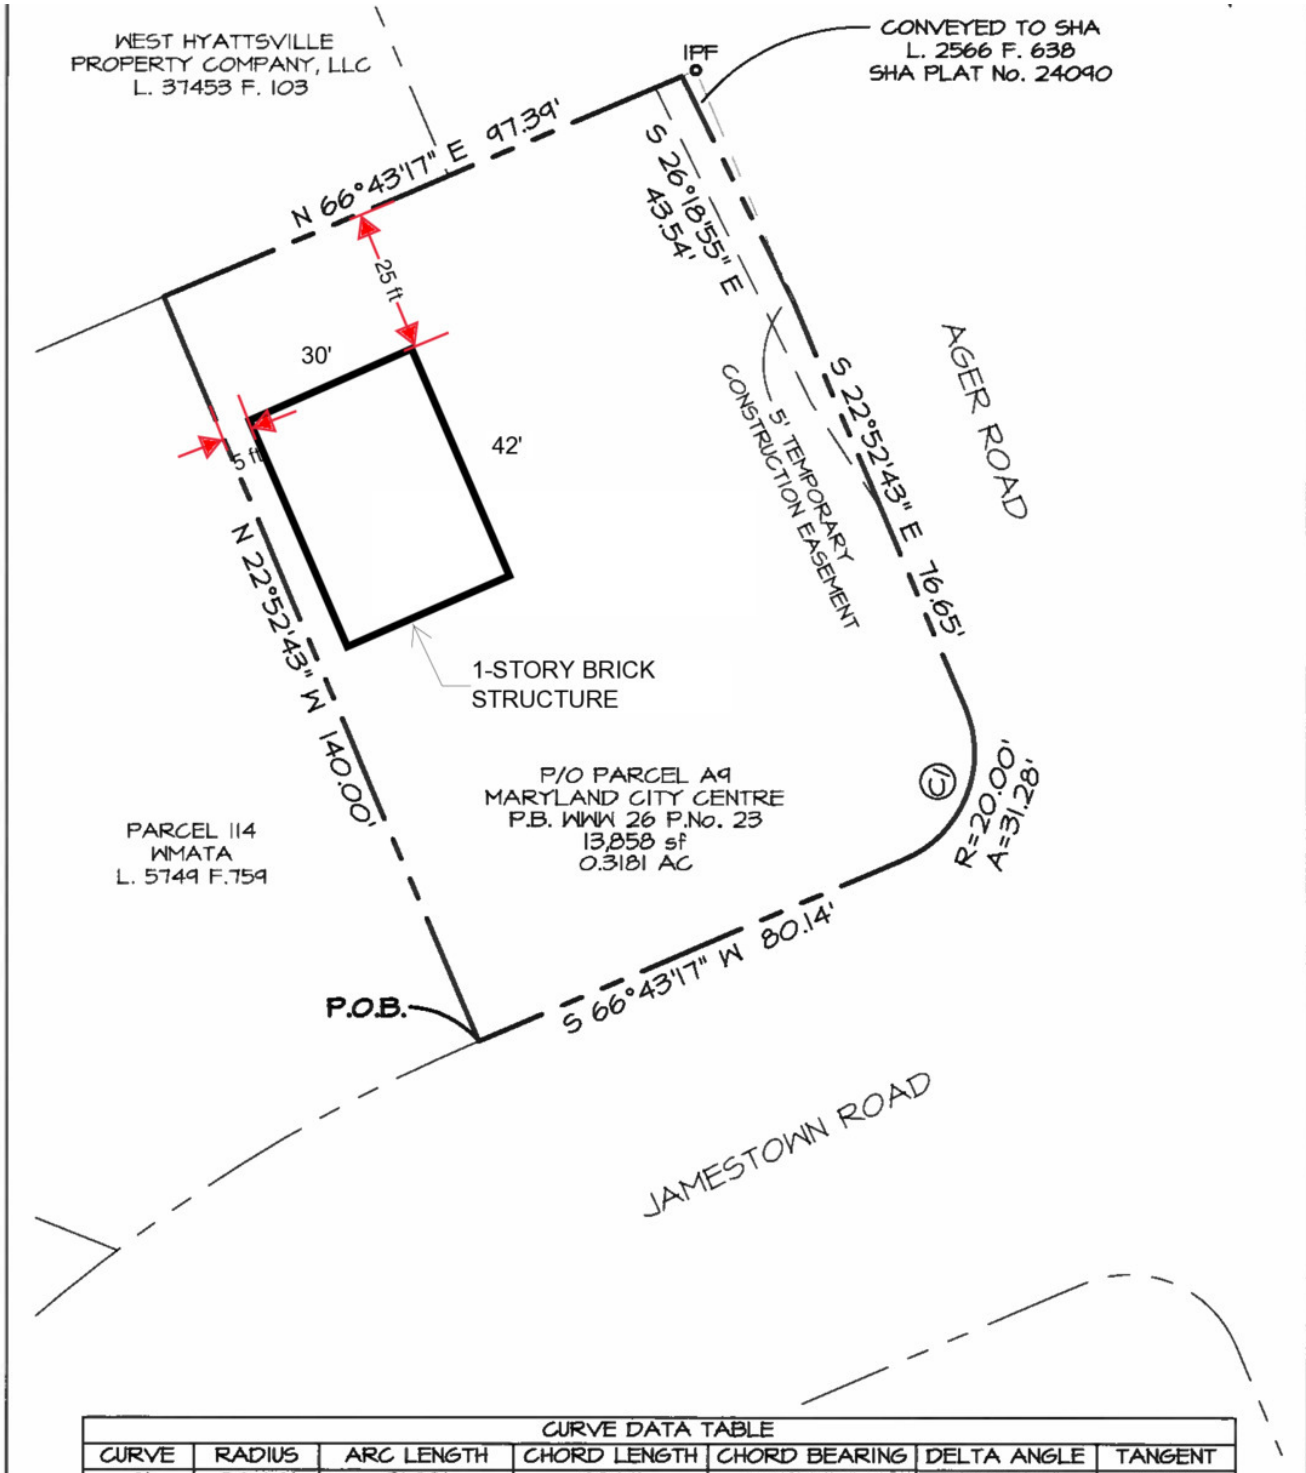 WEST HYATTSVILLE
PROPERTY COMPANY, LLC
L. 37453 F. 103
IPF
CONVEYED TO SHA
L. 2566 F. 638
SHA PLAT No. 24090
N 66°43'17" E 97.39'
S 26°18'55" E
43.54'
25 ft
30'
42'
5 ft
5' TEMPORARY
CONSTRUCTION EASEMENT
S 22°52'43" E 76.65'
AGER ROAD
N 22°52'43" W 140.00'
1-STORY BRICK
STRUCTURE
P/O PARCEL A9
MARYLAND CITY CENTRE
P.B. WWW 26 P.No. 23
13,858 sf
0.3181 AC
C1
R=20.00'
A=31.28'
PARCEL 114
WMATA
L. 5749 F.759
P.O.B.
S 66°43'17" W 80.14'
JAMESTOWN ROAD
CURVE DATA TABLE
CURVE RADIUS ARC LENGTH CHORD LENGTH CHORD BEARING DELTA ANGLE TANGENT